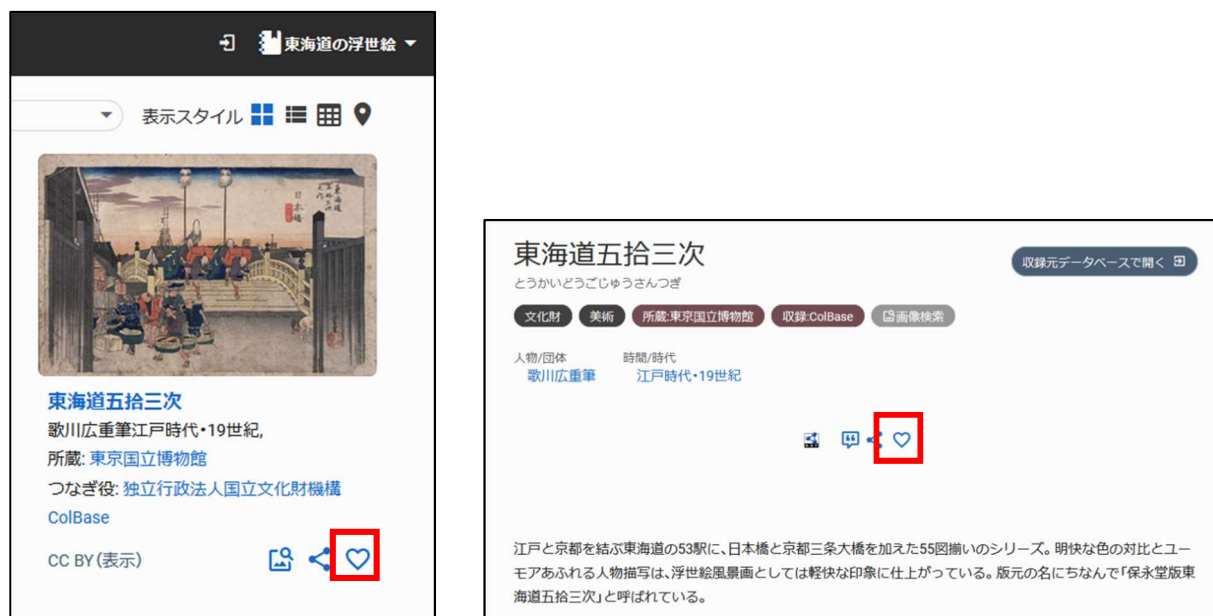 東海道の浮世絵
表示スタイル
日本橋
東海道五拾三次
歌川広重筆江戸時代・19世紀,
所蔵: 東京国立博物館
つなぎ役: 独立行政法人国立文化財機構
ColBase
CC BY（表示）
東海道五拾三次
とうかいどうごじゅうさんつぎ
収録元データベースで開く
文化財 美術 所蔵:東京国立博物館 収録:ColBase 画像検索
人物/団体 時間/時代
歌川広重筆 江戸時代・19世紀
江戸と京都を結ぶ東海道の53駅に、日本橋と京都三条大橋を加えた55図揃いのシリーズ。明快な色の対比とユー
モアあふれる人物描写は、浮世絵風景画としては軽快な印象に仕上がっている。版元の名にちなんで「保永堂版東
海道五拾三次」と呼ばれている。